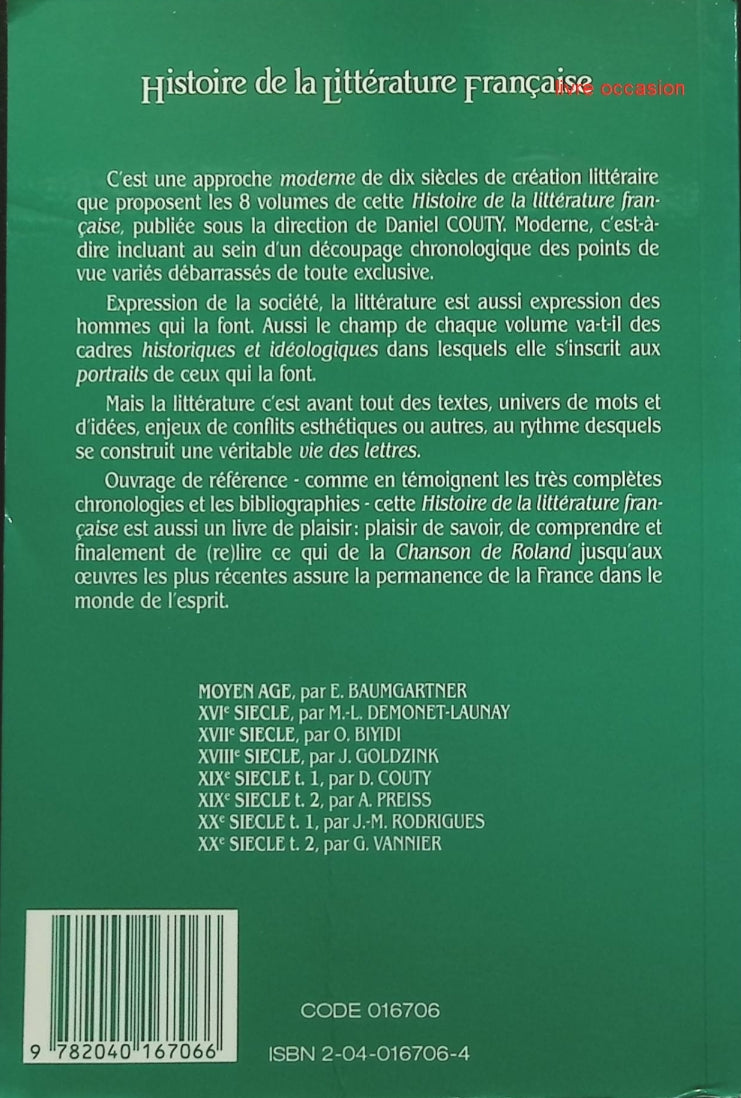 Histoire de la Littérature Française
livre occasion
C'est une approche moderne de dix siècles de création littéraire
que proposent les 8 volumes de cette Histoire de la littérature fran-
çaise, publiée sous la direction de Daniel COUTY. Moderne, c'est-à-
dire incluant au sein d'un découpage chronologique des points de
vue variés débarrassés de toute exclusive.
Expression de la société, la littérature est aussi expression des
hommes qui la font. Aussi le champ de chaque volume va-t-il des
cadres historiques et idéologiques dans lesquels elle s'inscrit aux
portraits de ceux qui la font.
Mais la littérature c'est avant tout des textes, univers de mots et
d'idées, enjeux de conflits esthétiques ou autres, au rythme desquels
se construit une véritable vie des lettres.
Ouvrage de référence - comme en témoignent les très complètes
chronologies et les bibliographies - cette Histoire de la littérature fran-
çaise est aussi un livre de plaisir : plaisir de savoir, de comprendre et
finalement de (re)lire ce qui de la Chanson de Roland jusqu'aux
œuvres les plus récentes assure la permanence de la France dans le
monde de l'esprit.
MOYEN AGE, par E. BAUMGARTNER
XVIe SIECLE, par M.-L. DEMONET-LAUNAY
XVIIe SIECLE, par O. BIYIDI
XVIIIe SIECLE, par J. GOLDZINK
XIXe SIECLE t. 1, par D. COUTY
XIXe SIECLE t. 2, par A. PREISS
XXe SIECLE t. 1, par J.-M. RODRIGUES
XXe SIECLE t. 2, par G. VANNIER
CODE 016706
9 782040 167066
ISBN 2-04-016706-4